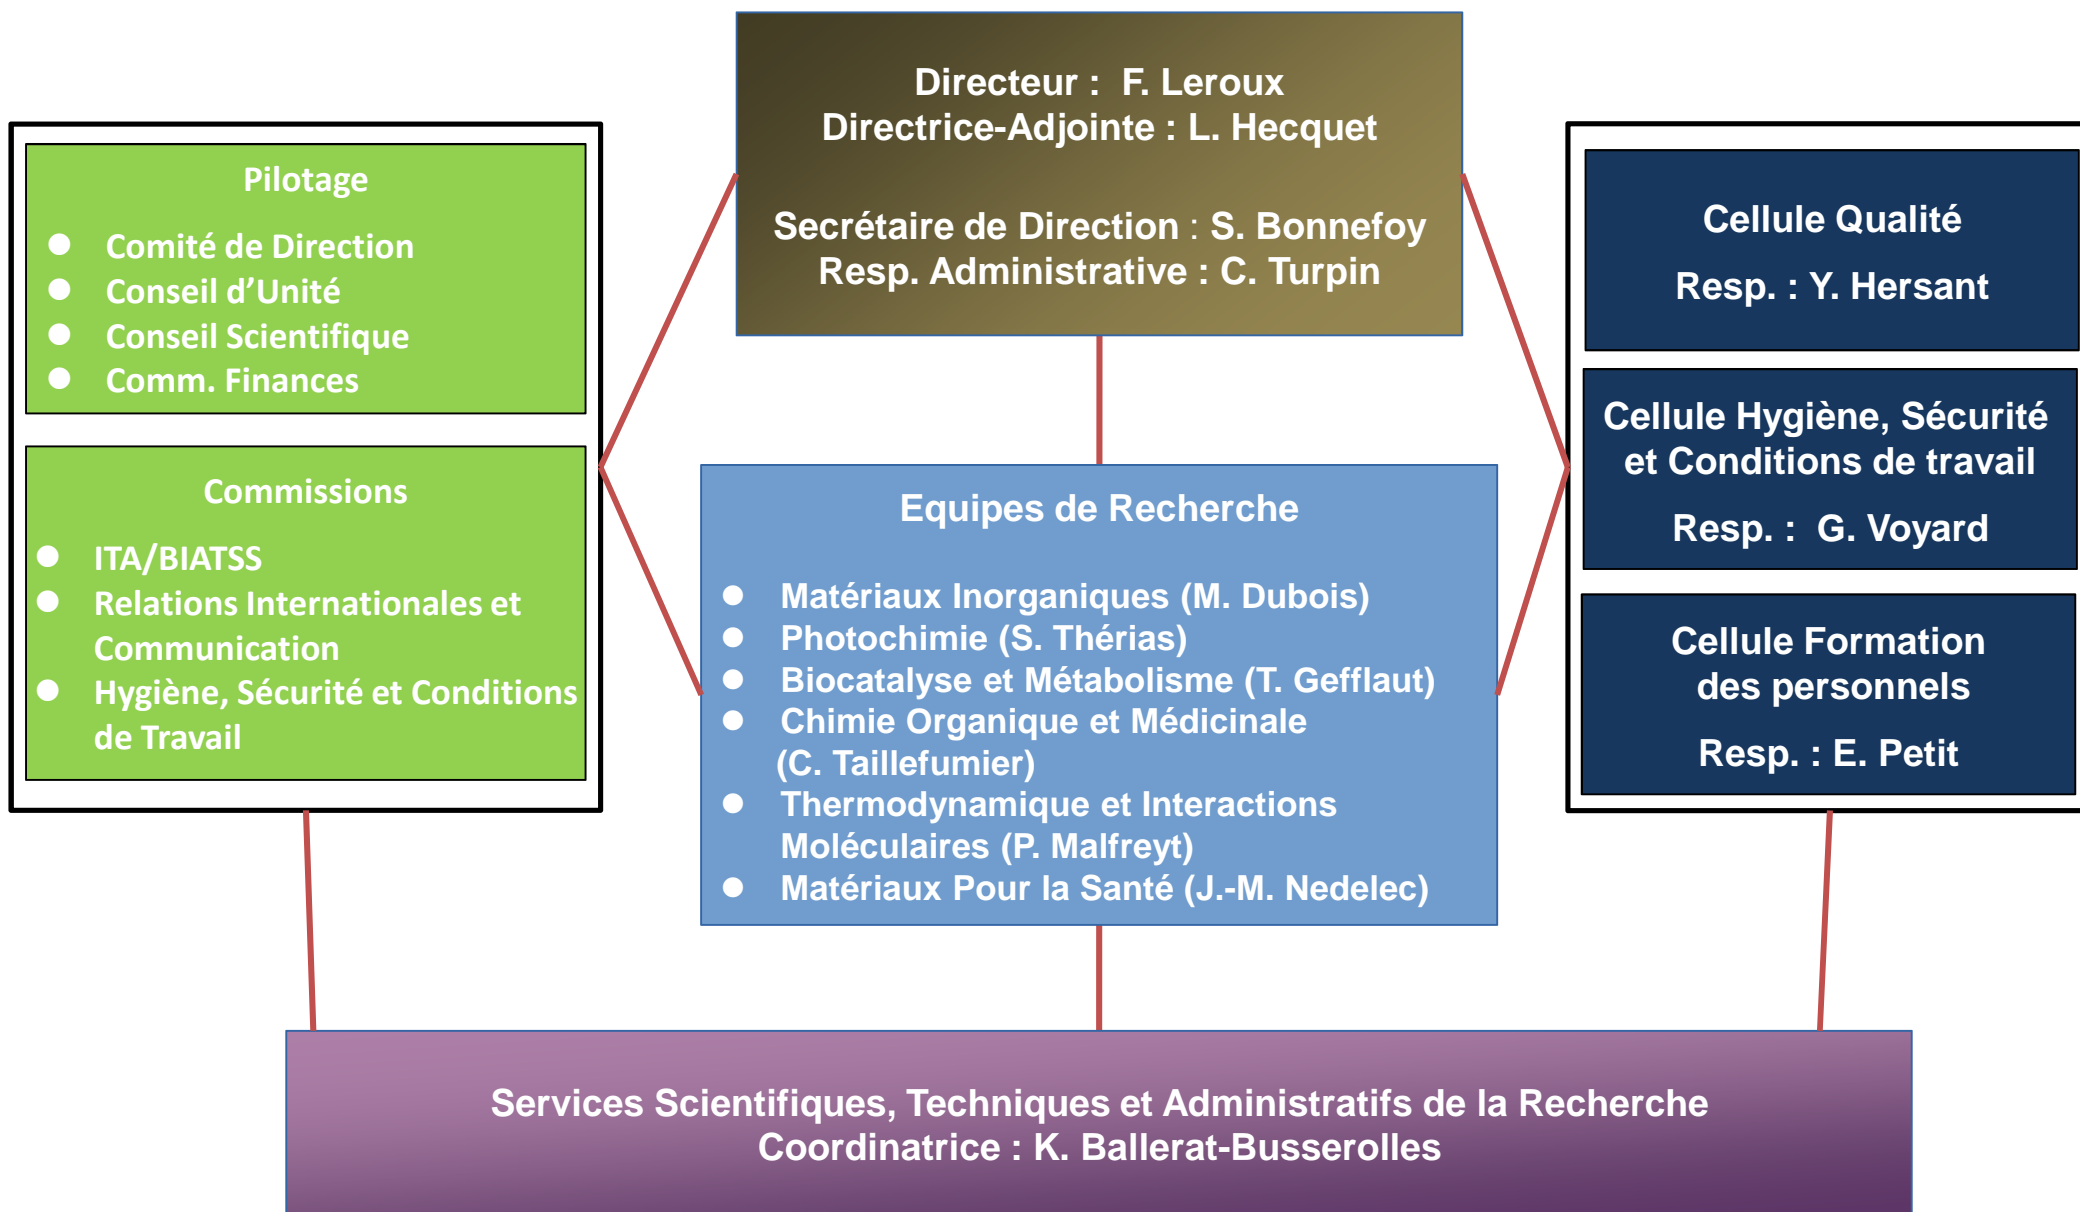 Directeur : F. Leroux
Directrice-Adjointe : L. Hecquet
Secrétaire de Direction : S. Bonnefoy
Resp. Administrative : C. Turpin
Pilotage
● Comité de Direction
● Conseil d’Unité
● Conseil Scientifique
● Comm. Finances
Commissions
● ITA/BIATSS
● Relations Internationales et
Communication
● Hygiène, Sécurité et Conditions
de Travail
Equipes de Recherche
● Matériaux Inorganiques (M. Dubois)
● Photochimie (S. Thérias)
● Biocatalyse et Métabolisme (T. Gefflaut)
● Chimie Organique et Médicinale
(C. Taillefumier)
● Thermodynamique et Interactions
Moléculaires (P. Malfreyt)
● Matériaux Pour la Santé (J.-M. Nedelec)
Cellule Qualité
Resp. : Y. Hersant
Cellule Hygiène, Sécurité
et Conditions de travail
Resp. : G. Voyard
Cellule Formation
des personnels
Resp. : E. Petit
Services Scientifiques, Techniques et Administratifs de la Recherche
Coordinatrice : K. Ballerat-Busserolles